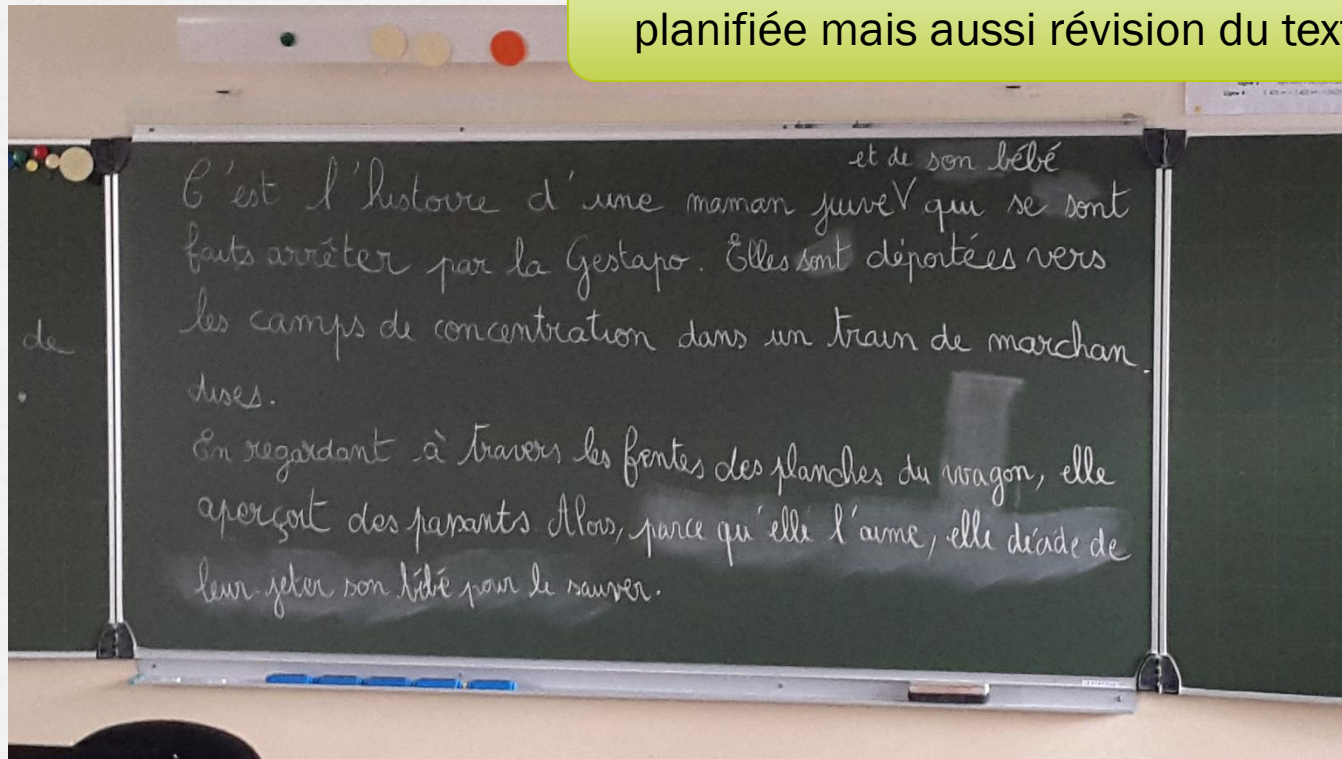 planifiée mais aussi révision du tex
et de son bébé
C'est l'histoire d'une maman juive V qui se sont
faits arrêter par la Gestapo. Elles sont déportées vers
les camps de concentration dans un train de marchan-
dises.
En regardant à travers les fentes des planches du wagon, elle
aperçoit des passants. Alors, parce qu'elle l'aime, elle décide de
leur jeter son bébé pour le sauver.
de
.